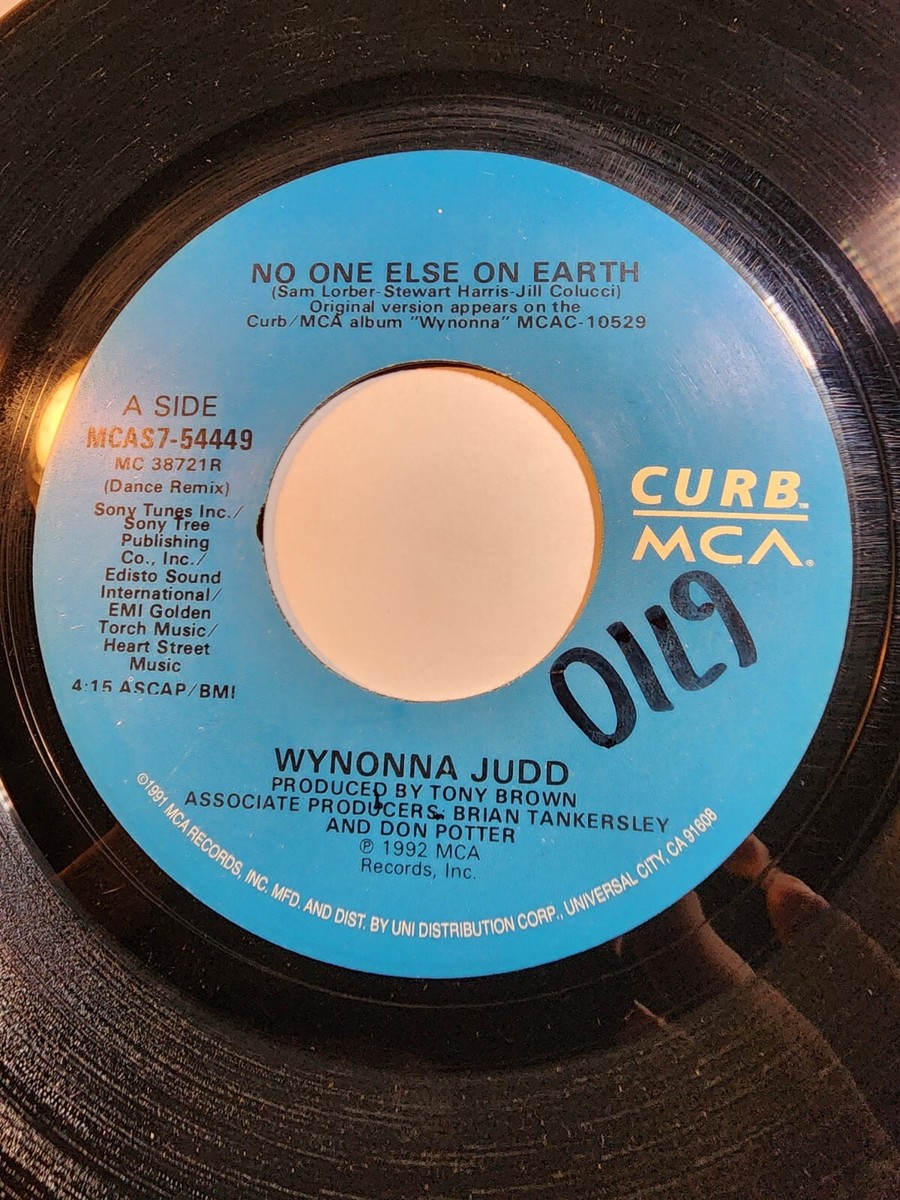 NO ONE ELSE ON EARTH
(Sam Lorber-Stewart Harris-Jill Colucci)
Original version appears on the
Curb/MCA album "Wynonna" MCAC-10529
A SIDE
MCAS7-54449
MC 38721R
(Dance Remix)
Sony Tunes Inc./
Sony Tree
Publishing
Co., Inc./
Edisto Sound
International/
EMI Golden
Torch Music/
Heart Street
Music
4:15 ASCAP/BMI
CURB™
MCA®
0119
WYNONNA JUDD
PRODUCED BY TONY BROWN
ASSOCIATE PRODUCERS: BRIAN TANKERSLEY
AND DON POTTER
℗ 1992 MCA
Records, Inc.
©1991 MCA RECORDS, INC. MFD. AND DIST. BY UNI DISTRIBUTION CORP., UNIVERSAL CITY, CA 91608